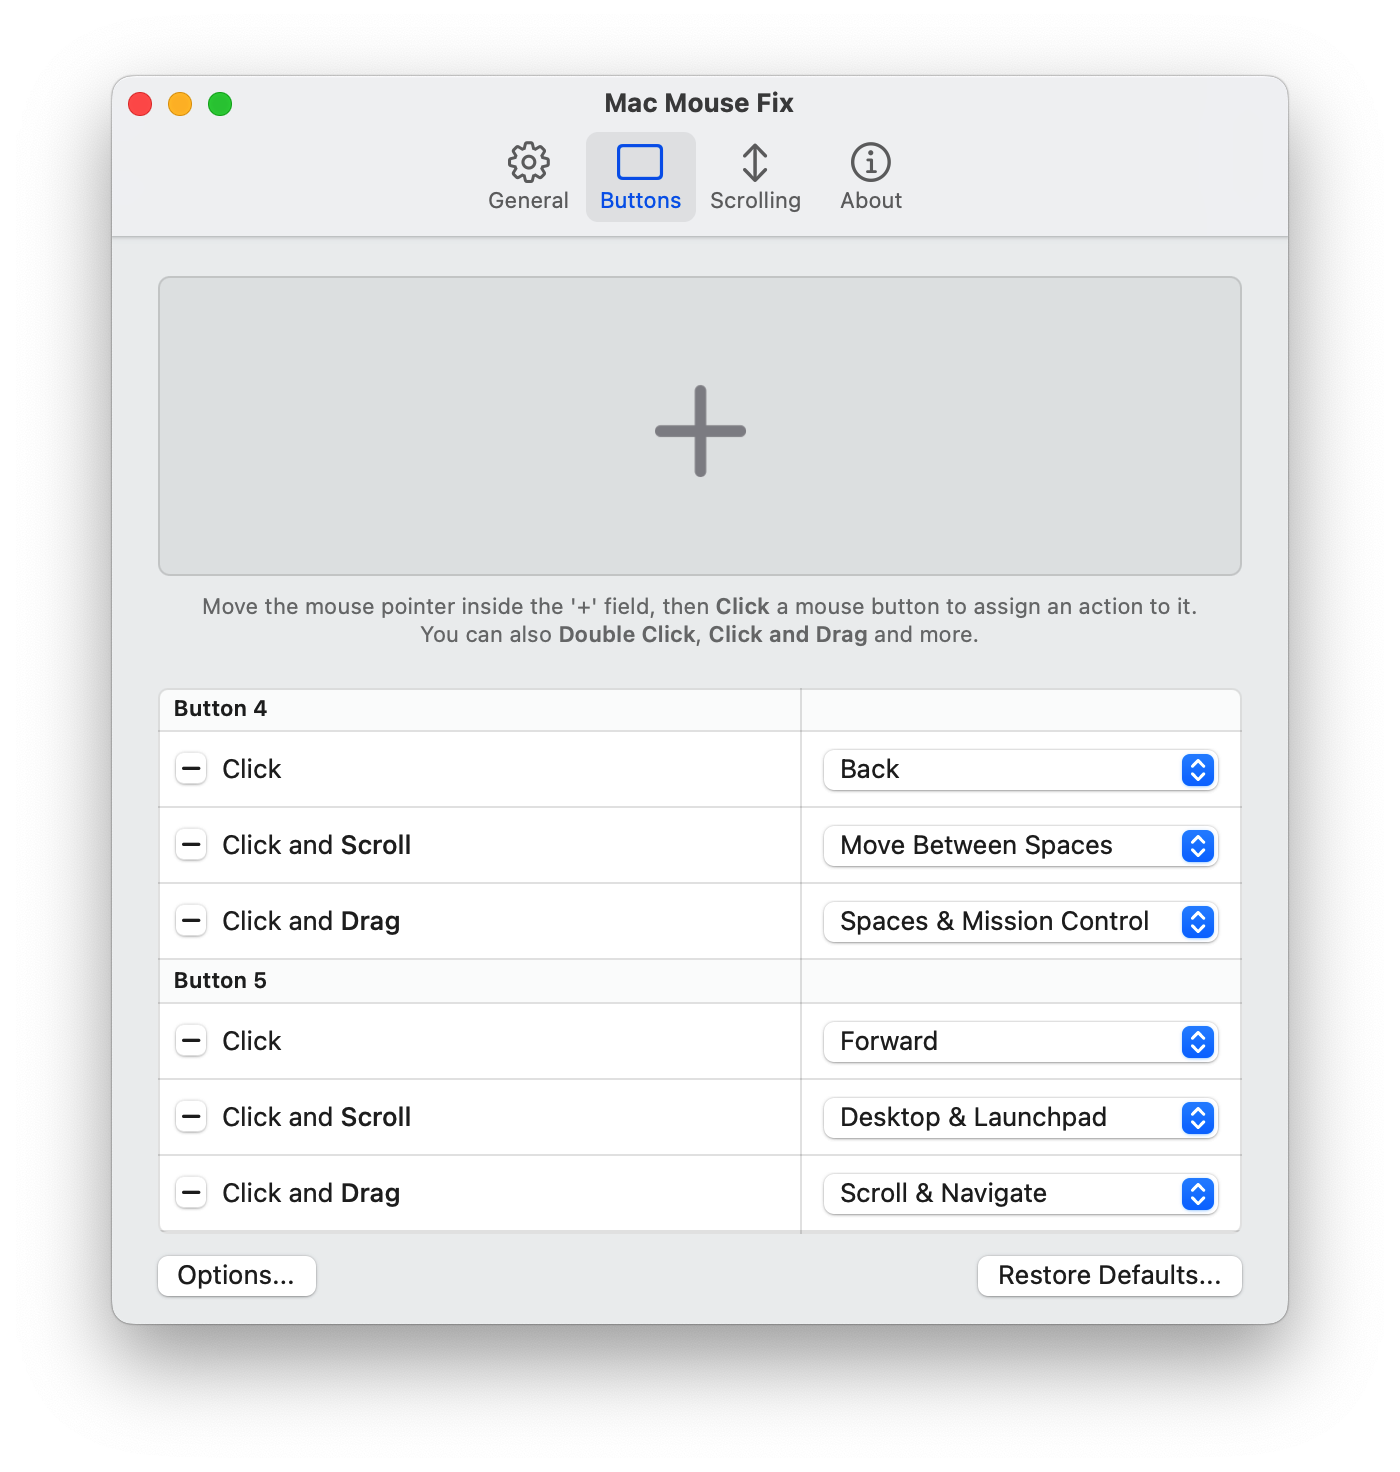 Mac Mouse Fix
General
Buttons
Scrolling
About
Move the mouse pointer inside the '+' field, then Click a mouse button to assign an action to it.
You can also Double Click, Click and Drag and more.
Button 4
Click
Back
Click and Scroll
Move Between Spaces
Click and Drag
Spaces & Mission Control
Button 5
Click
Forward
Click and Scroll
Desktop & Launchpad
Click and Drag
Scroll & Navigate
Options...
Restore Defaults...